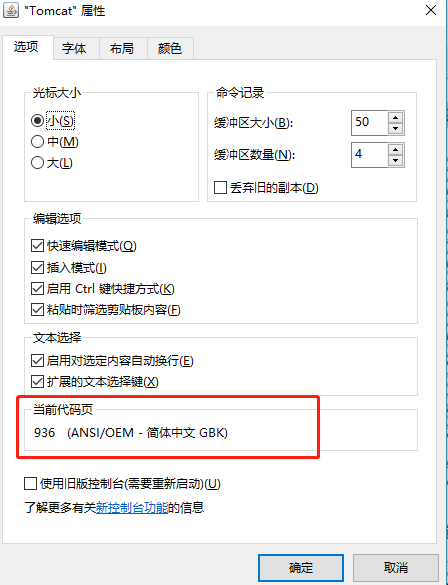 "Tomcat" 属性
选项 字体 布局 颜色
光标大小
小(S)
中(M)
大(L)
命令记录
缓冲区大小(B): 50
缓冲区数量(N): 4
丢弃旧的副本(D)
编辑选项
快速编辑模式(Q)
插入模式(I)
启用 Ctrl 键快捷方式(K)
粘贴时筛选剪贴板内容(F)
文本选择
启用对选定内容自动换行(E)
扩展的文本选择键(X)
当前代码页
936 (ANSI/OEM - 简体中文 GBK)
使用旧版控制台(需要重新启动)(U)
了解更多有关新控制台功能的信息
确定 取消